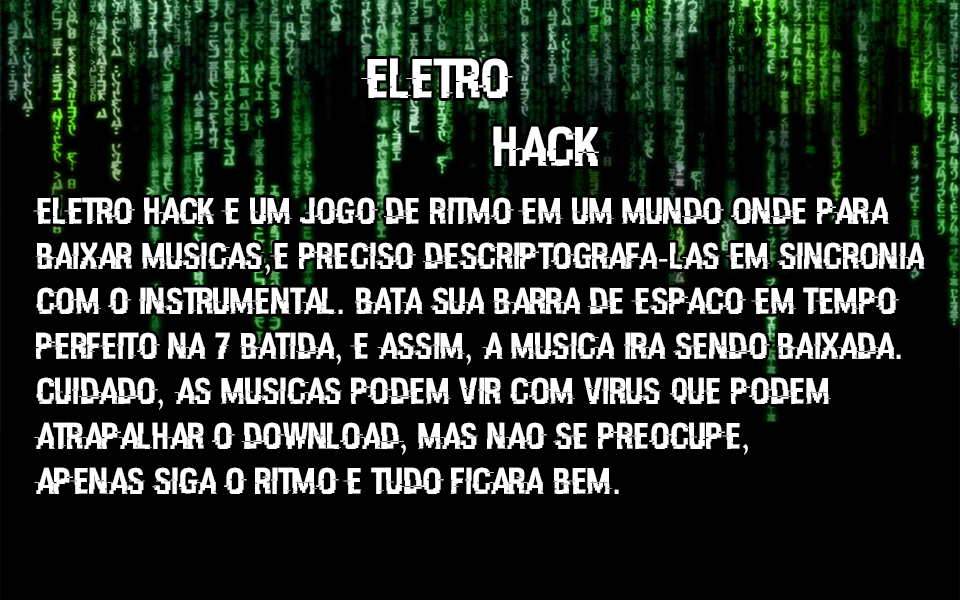 ELETRO
HACK
ELETRO HACK E UM JOGO DE RITMO EM UM MUNDO ONDE PARA
BAIXAR MUSICAS,E PRECISO DESCRIPTOGRAFA-LAS EM SINCRONIA
COM O INSTRUMENTAL. BATA SUA BARRA DE ESPACO EM TEMPO
PERFEITO NA 7 BATIDA, E ASSIM, A MUSICA IRA SENDO BAIXADA.
CUIDADO, AS MUSICAS PODEM VIR COM VIRUS QUE PODEM
ATRAPALHAR O DOWNLOAD, MAS NAO SE PREOCUPE,
APENAS SIGA O RITMO E TUDO FICARA BEM.